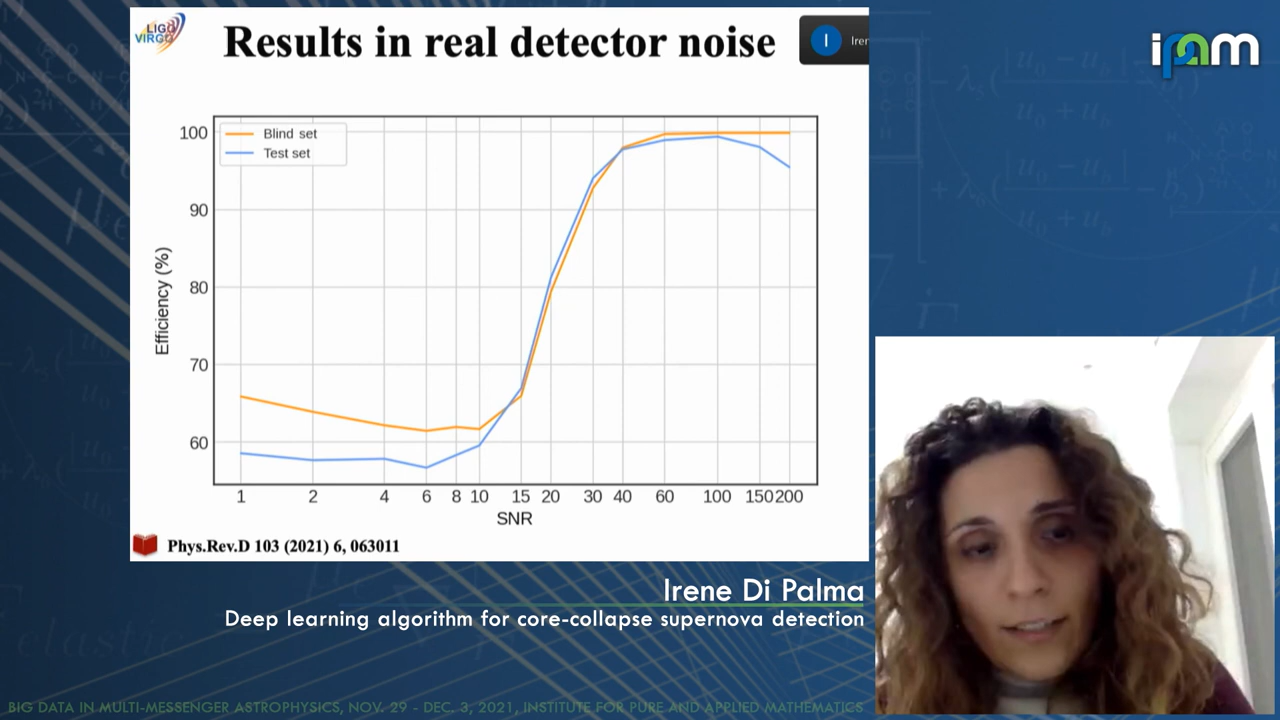 LIGO
VIRGO
Results in real detector noise
I
Iren
ipam
Blind set
Test set
100
90
80
70
60
Efficiency (%)
1 2 4 6 8 10 15 20 30 40 60 100 150 200
SNR
Phys.Rev.D 103 (2021) 6, 063011
Irene Di Palma
Deep learning algorithm for core-collapse supernova detection
BIG DATA IN MULTI-MESSENGER ASTROPHYSICS, NOV. 29 - DEC. 3, 2021, INSTITUTE FOR PURE AND APPLIED MATHEMATICS